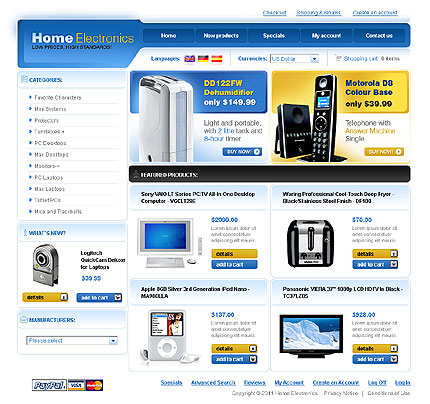 Checkout Shipping & returns Create an account
Home Electronics
LOW PRICES, HIGH STANDARDS!
Home New products Specials My account Contact us
Languages: Currencies: US Dollar Shopping cart: 0 items
CATEGORIES:
Favorite Characters
Mini Systems
Projectors
Turntables +
PC Desktops
Mac Desktops
Monitors +
PC Laptops
Mac Laptops
Tablet PCs
Mice and Trackballs
DD122FW
Dehumidifier
only $149.99
Light and portable,
with 2 litre tank and
8-hour timer
BUY NOW!
Motorola D8
Colour Base
only $39.99
Telephone with
Answer Machine
Single
BUY NOW!
FEATURED PRODUCTS:
Sony VAIO LT Series PC/TV All-In-One Desktop
Computer - VGCLT29E
Lorem ipsum dolor sit
amet consectetur
adipiscing elit mauris.
details
add to cart
Waring Professional Cool-Touch Deep Fryer -
Black/Stainless Steel Finish - DF100
$70.00
Lorem ipsum dolor sit
amet consectetur
adipiscing elit mauris.
details
add to cart
WHAT'S NEW?
Logitech
QuickCam Deluxe
for Laptops
$39.99
details
add to cart
Apple 8GB Silver 3rd Generation iPod Nano -
$137.00
Lorem ipsum dolor sit
amet consectetur
adipiscing elit mauris.
details
add to cart
Panasonic VIERA 37" 1080p LCD HDTV In Black -
TC37LZ85
$928.00
Lorem ipsum dolor sit
amet consectetur
adipiscing elit mauris.
details
add to cart
MANUFACTURERS:
Please select
PayPal VISA MasterCard
Specials Advanced Search Reviews My Account Create an Account Log Off Log In
Copyright © 2011 Home Electronics. Privacy Notice | Conditions of Use